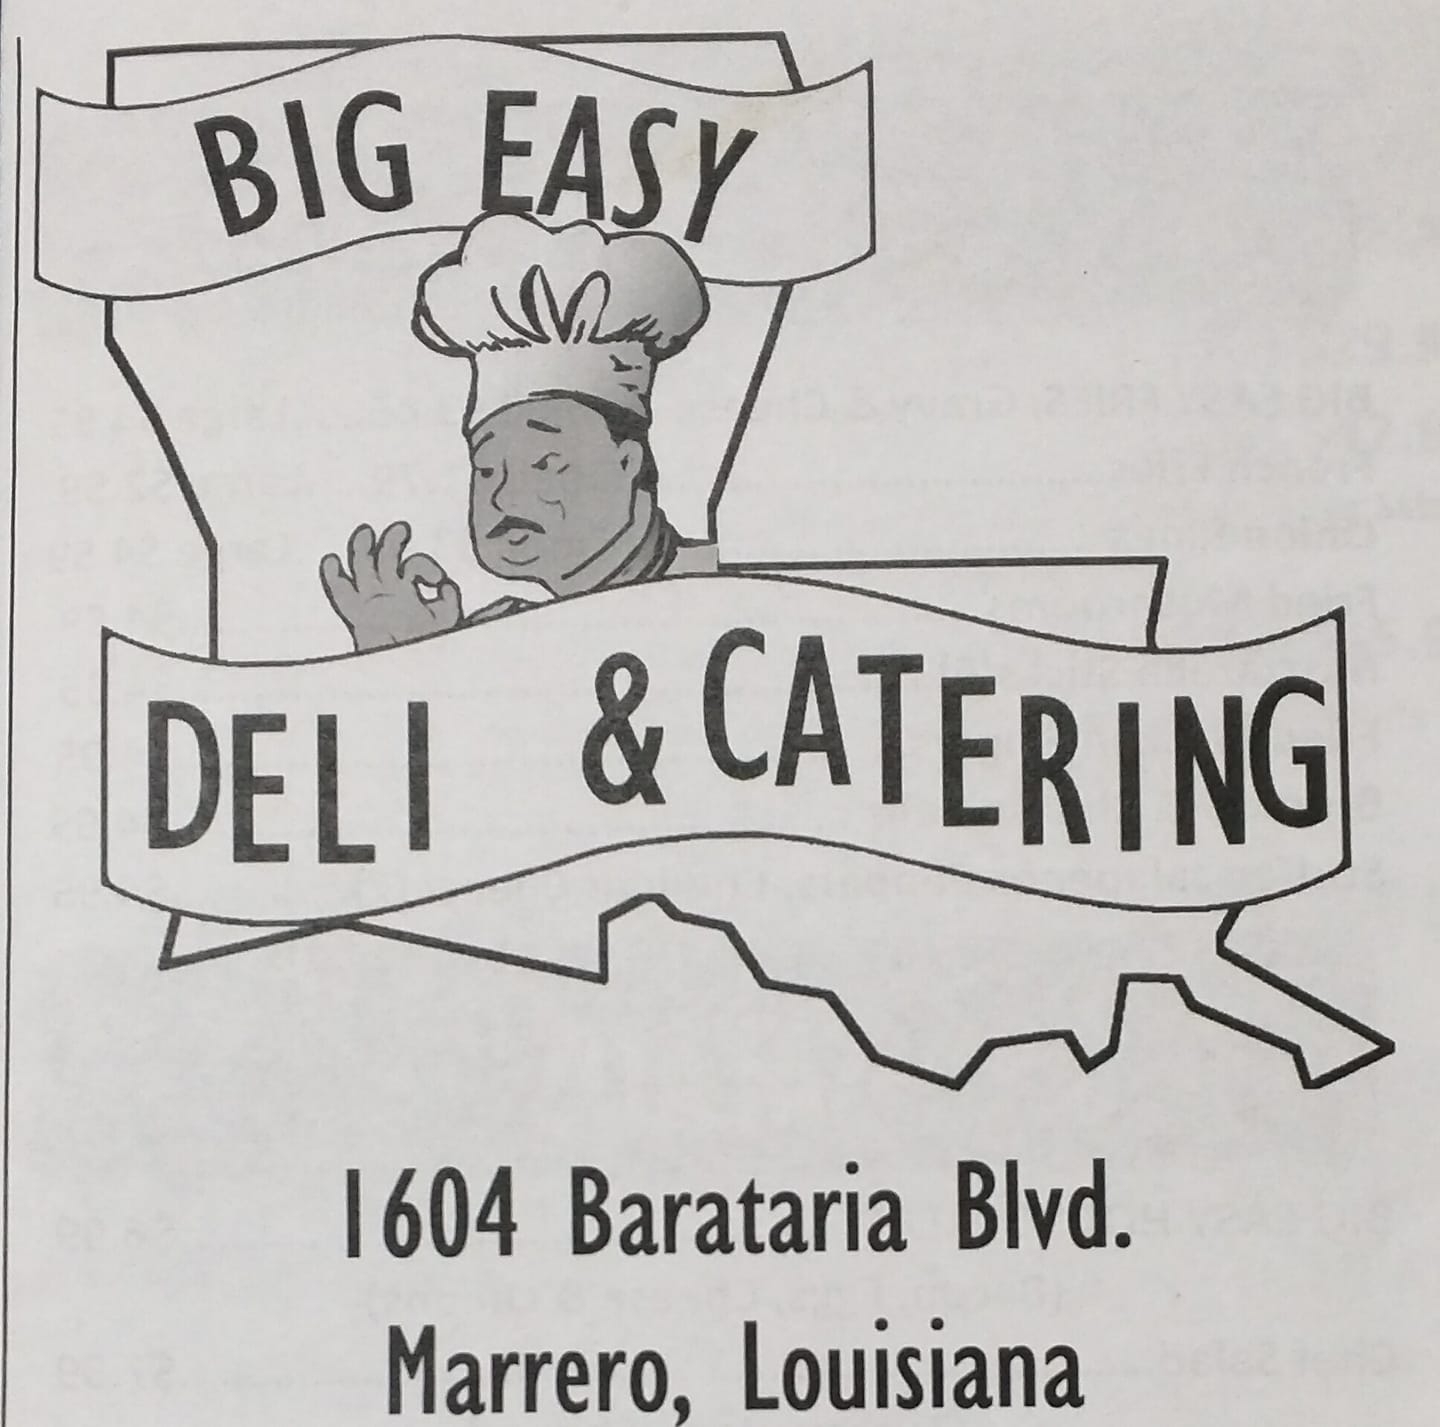 BIG EASY
DELI & CATERING
1604 Barataria Blvd.
Marrero, Louisiana